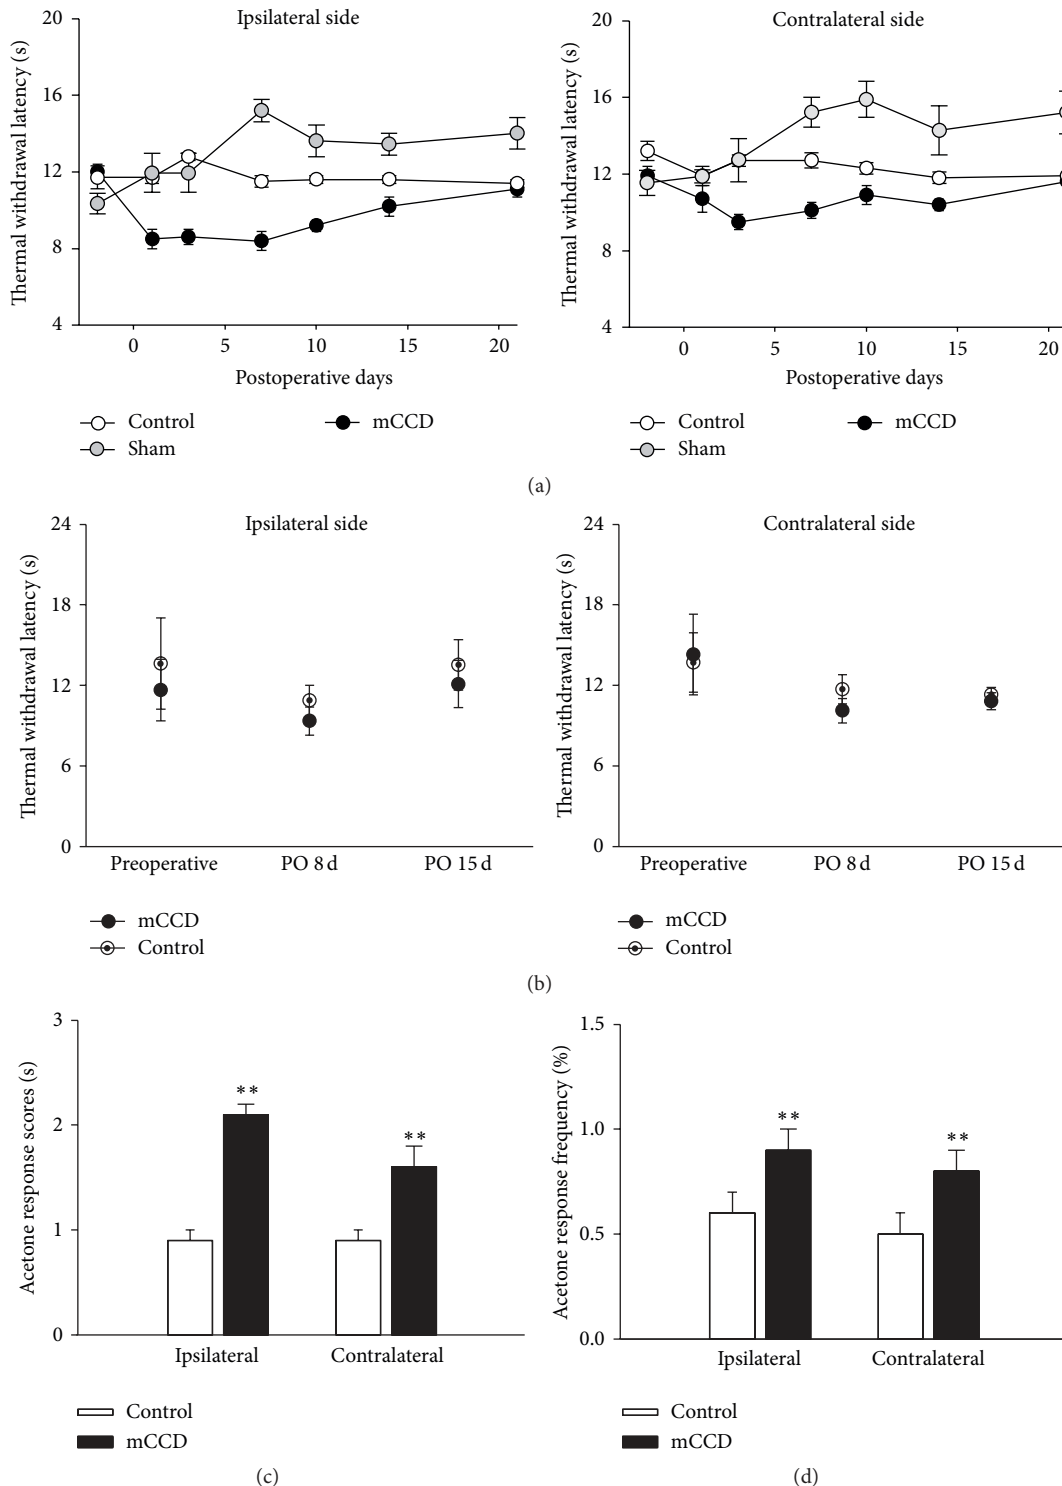 Ipsilateral side
20
16
12
8
4
Thermal withdrawal latency (s)
0 5 10 15 20
Postoperative days
Control
Sham
mCCD
Contralateral side
20
16
12
8
4
Thermal withdrawal latency (s)
0 5 10 15 20
Postoperative days
Control
Sham
mCCD
(a)
Ipsilateral side
24
18
12
6
0
Thermal withdrawal latency (s)
Preoperative PO 8 d PO 15 d
mCCD
Control
Contralateral side
24
18
12
6
0
Thermal withdrawal latency (s)
Preoperative PO 8 d PO 15 d
mCCD
Control
(b)
3
2
1
0
Acetone response scores (s)
**
**
Ipsilateral Contralateral
Control
mCCD
(c)
1.5
1.0
0.5
0.0
Acetone response frequency (%)
**
**
Ipsilateral Contralateral
Control
mCCD
(d)